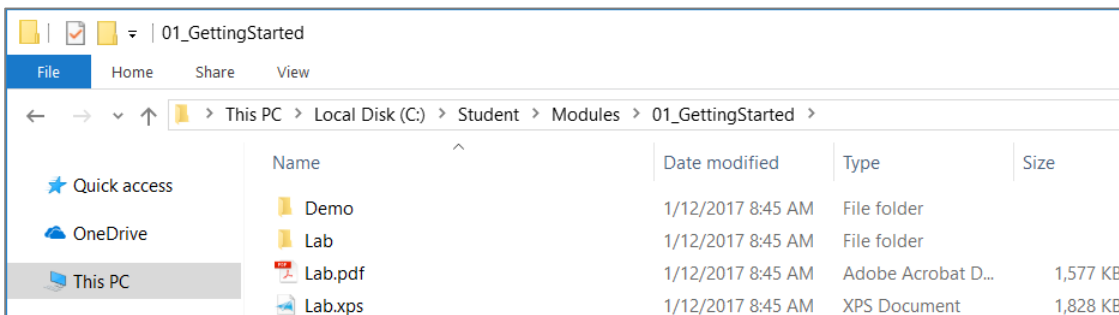 01_GettingStarted
File Home Share View
This PC > Local Disk (C:) > Student > Modules > 01_GettingStarted >
Name Date modified Type Size
Quick access
Demo 1/12/2017 8:45 AM File folder
OneDrive
Lab 1/12/2017 8:45 AM File folder
This PC
PDF Lab.pdf 1/12/2017 8:45 AM Adobe Acrobat D... 1,577 KB
Lab.xps 1/12/2017 8:45 AM XPS Document 1,828 KB